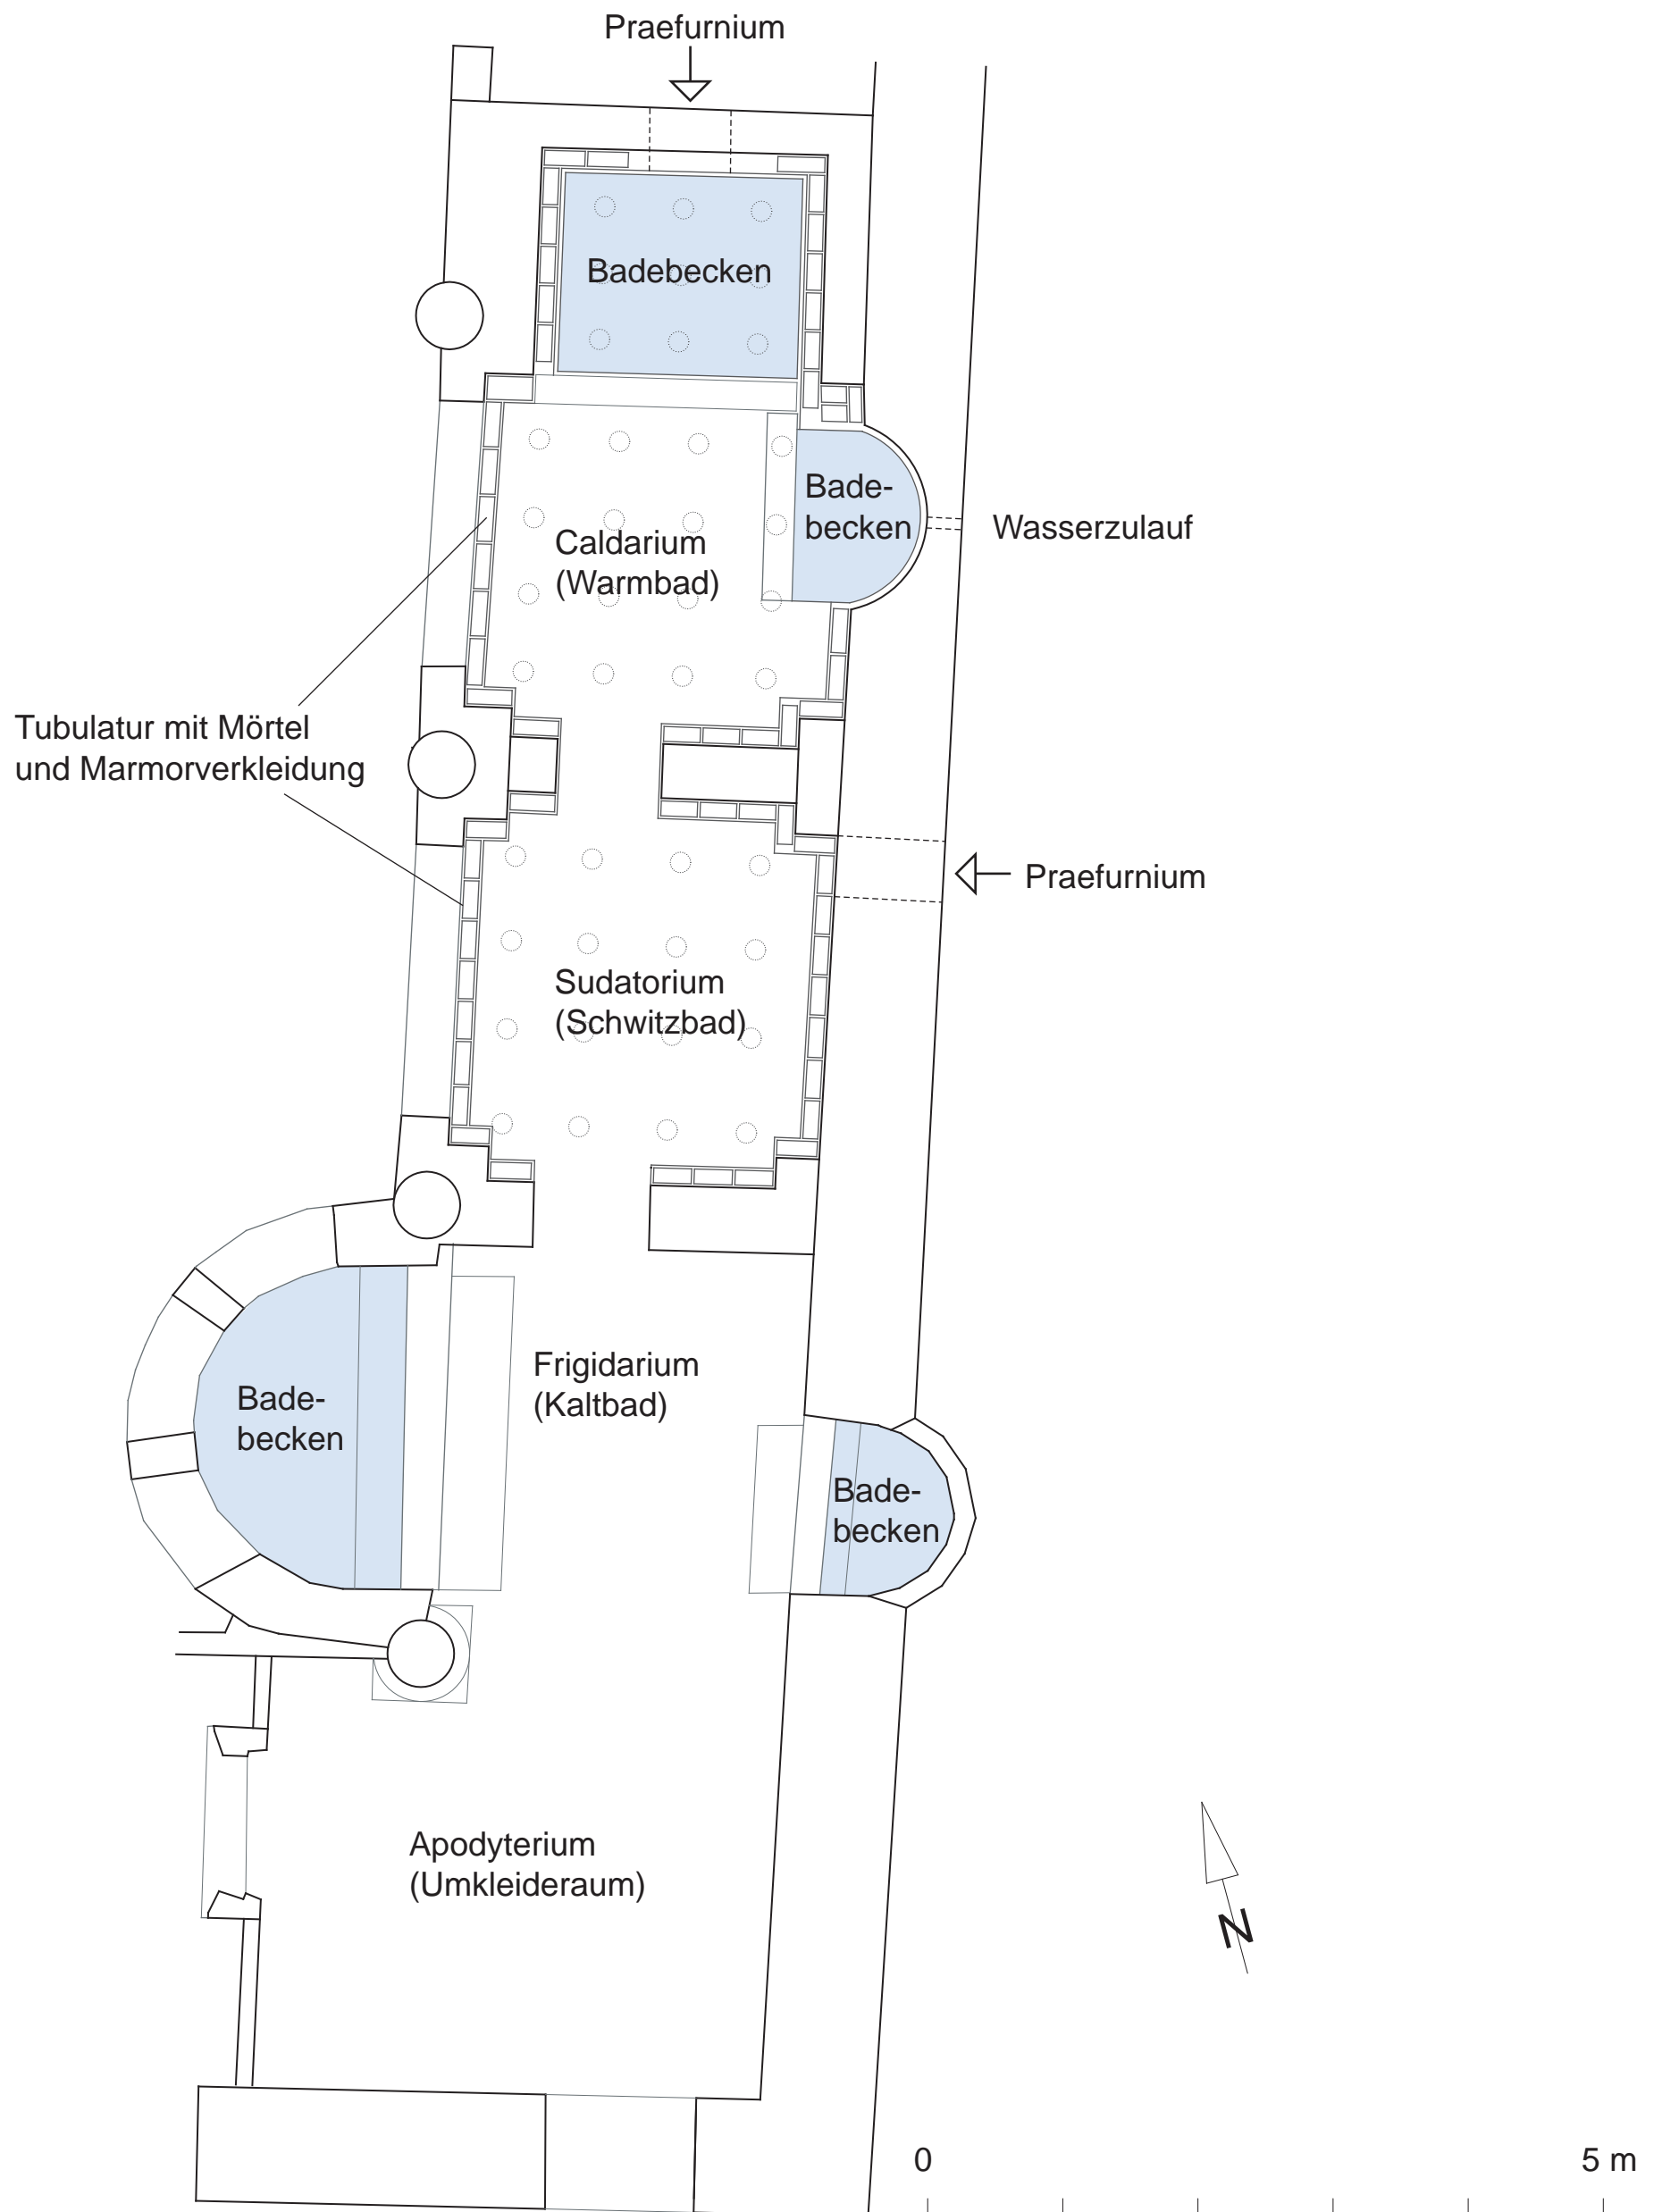 Praefurnium
Badebecken
Bade-
becken
Wasserzulauf
Caldarium
(Warmbad)
Tubulatur mit Mörtel
und Marmorverkleidung
Praefurnium
Sudatorium
(Schwitzbad)
Frigidarium
(Kaltbad)
Bade-
becken
Bade-
becken
Apodyterium
(Umkleideraum)
N
0
5 m